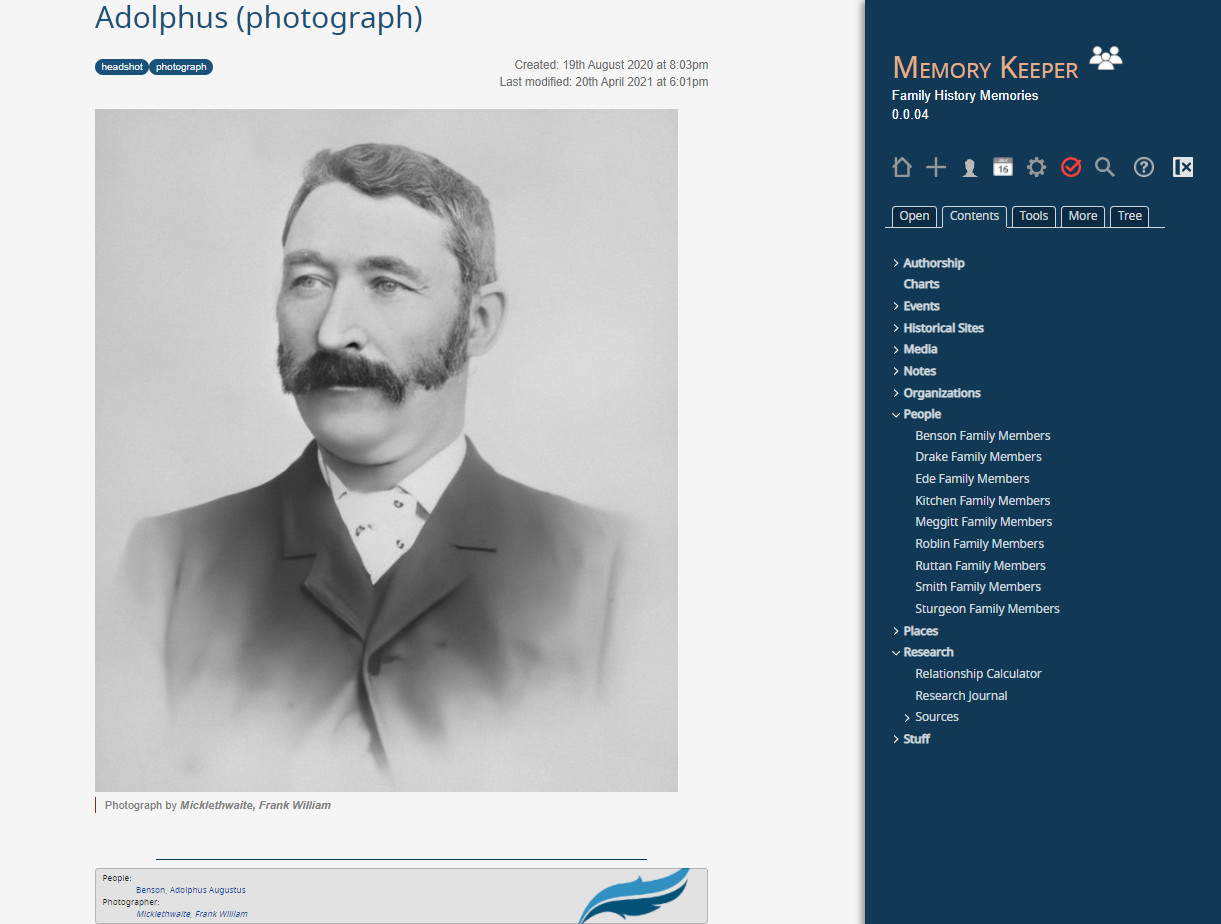 Adolphus (photograph)
headshot photograph
Created: 19th August 2020 at 8:03pm
Last modified: 20th April 2021 at 6:01pm
Photograph by Micklethwaite, Frank William
People:
Benson, Adolphus Augustus
Photographer:
Micklethwaite, Frank William
Memory Keeper
Family History Memories
0.0.04
JULY
16
?
Open Contents Tools More Tree
Authorship
Charts
Events
Historical Sites
Media
Notes
Organizations
People
Benson Family Members
Drake Family Members
Ede Family Members
Kitchen Family Members
Meggitt Family Members
Roblin Family Members
Ruttan Family Members
Smith Family Members
Sturgeon Family Members
Places
Research
Relationship Calculator
Research Journal
Sources
Stuff